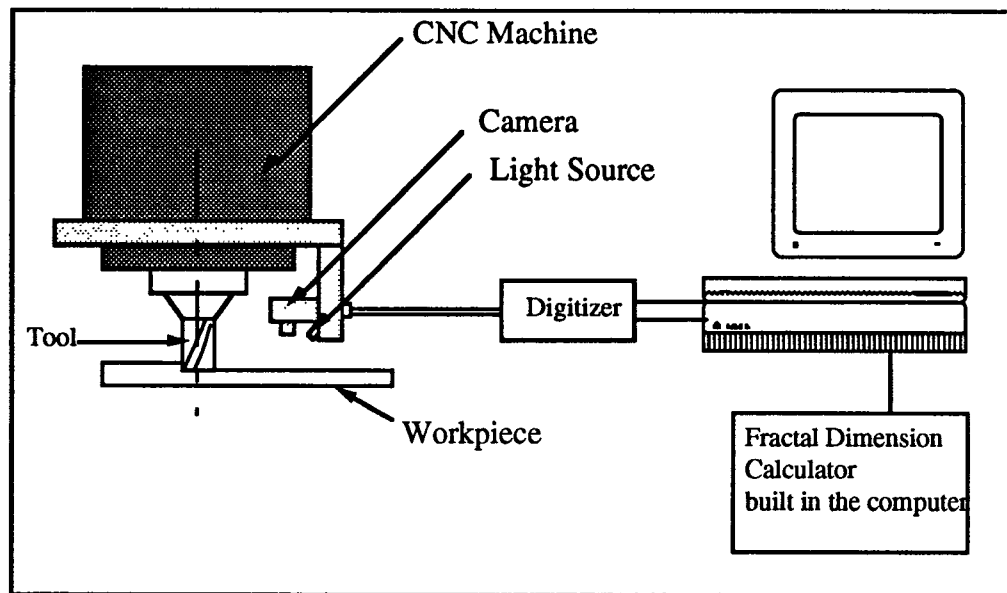 CNC Machine
Camera
Light Source
Digitizer
Tool
Workpiece
Fractal Dimension
Calculator
built in the computer